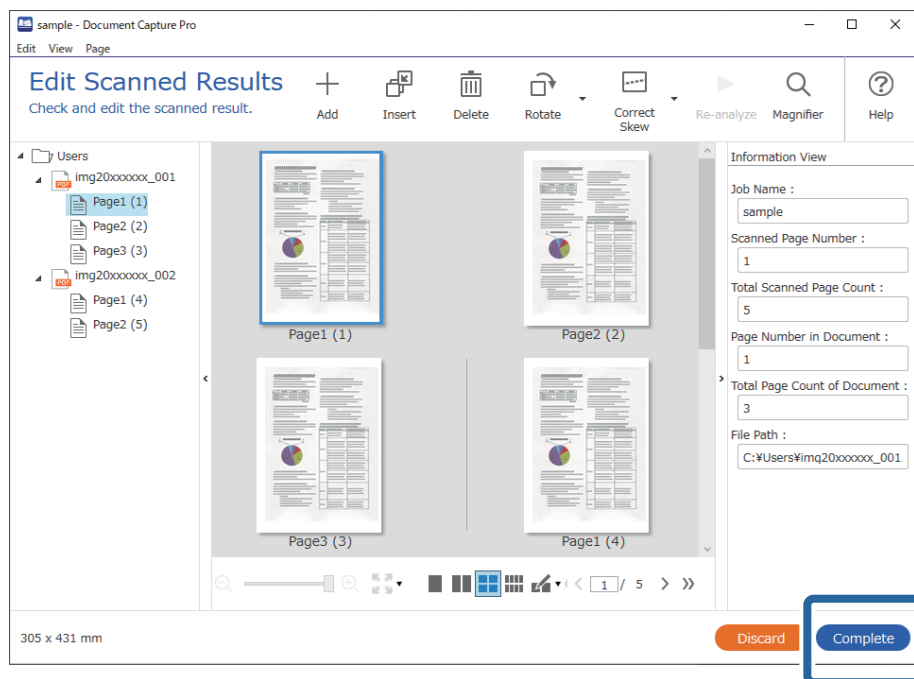 sample - Document Capture Pro
Edit View Page
Edit Scanned Results
Check and edit the scanned result.
Add
Insert
Delete
Rotate
Correct
Skew
Re-analyze
Magnifier
Help
Users
img20xxxxxx_001
Page1 (1)
Page2 (2)
Page3 (3)
img20xxxxxx_002
Page1 (4)
Page2 (5)
PDF
PDF
Page1 (1)
Page2 (2)
Page3 (3)
Page1 (4)
Information View
Job Name :
sample
Scanned Page Number :
1
Total Scanned Page Count :
5
Page Number in Document :
1
Total Page Count of Document :
3
File Path :
C:¥Users¥img20xxxxxx_001
1 / 5
305 x 431 mm
Discard
Complete